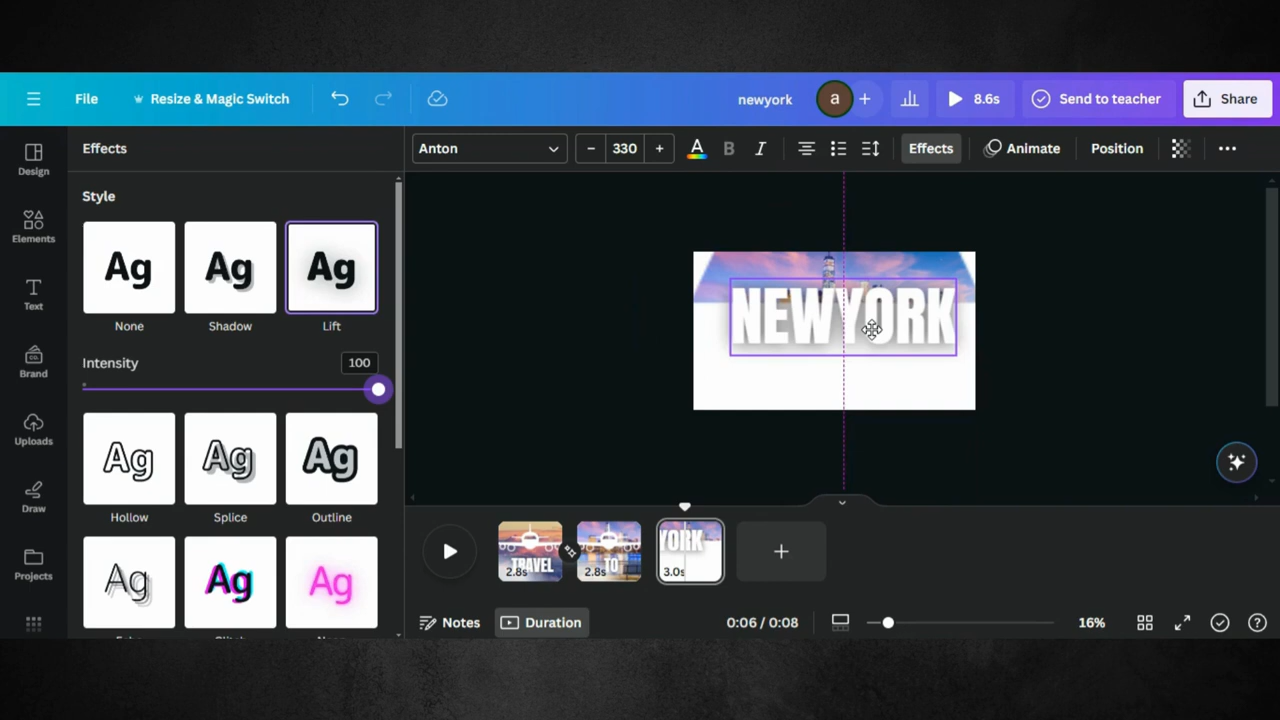 File
Resize & Magic Switch
newyork
a
8.6s
Send to teacher
Share
Design
Elements
Text
CO.
Brand
Uploads
Draw
Projects
Effects
Style
Ag
Ag
Ag
None
Shadow
Lift
Intensity
100
Ag
Ag
Ag
Hollow
Splice
Outline
Ag
Ag
Ag
Anton
330
A
B
I
Effects
Animate
Position
NEWYORK
TRAVEL
2.8s
TO
2.8s
YORK
3.0s
Notes
Duration
0:06 / 0:08
16%